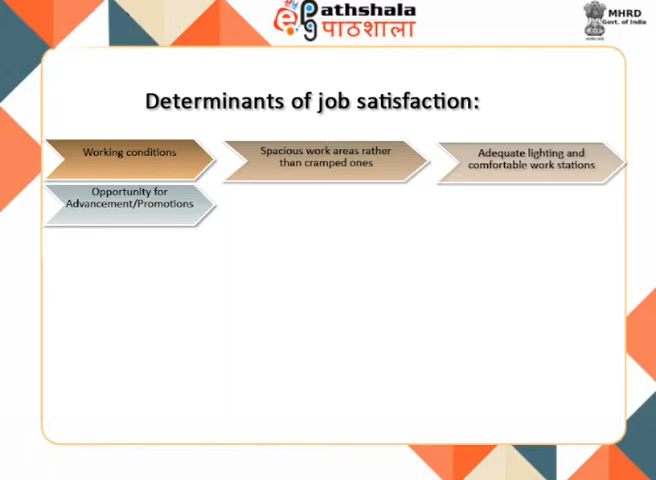 ePathshala
पाठशाला
MHRD
Govt. of India
Determinants of job satisfaction:
Working conditions
Spacious work areas rather
than cramped ones
Adequate lighting and
comfortable work stations
Opportunity for
Advancement/Promotions